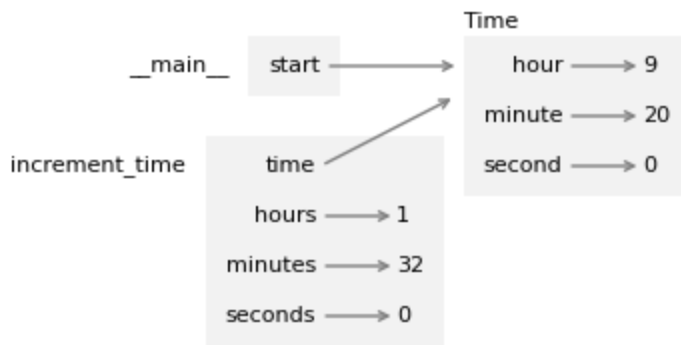 Time
__main__ start hour 9
minute 20
increment_time time second 0
hours 1
minutes 32
seconds 0